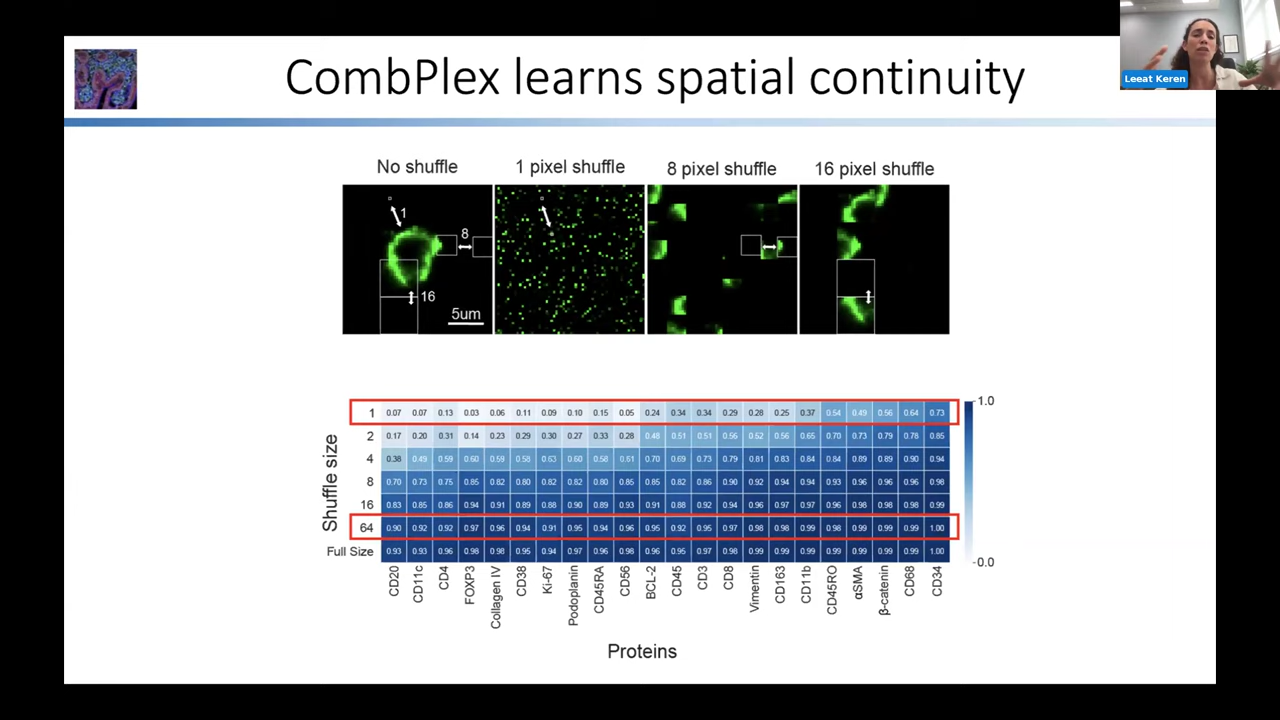 CombPlex learns spatial continuity
Leeat Keren
No shuffle
1 pixel shuffle
8 pixel shuffle
16 pixel shuffle
1
8
16
5um
Shuffle size
1 0.07 0.07 0.13 0.03 0.06 0.11 0.09 0.10 0.15 0.05 0.24 0.34 0.34 0.29 0.28 0.25 0.37 0.54 0.49 0.56 0.64 0.73
2 0.17 0.20 0.31 0.14 0.23 0.29 0.30 0.27 0.33 0.28 0.48 0.51 0.51 0.56 0.52 0.56 0.65 0.70 0.73 0.79 0.78 0.85
4 0.38 0.49 0.59 0.60 0.59 0.58 0.63 0.60 0.58 0.61 0.70 0.69 0.73 0.79 0.81 0.83 0.84 0.84 0.89 0.89 0.90 0.94
8 0.70 0.73 0.75 0.85 0.82 0.80 0.82 0.82 0.80 0.85 0.85 0.82 0.86 0.90 0.92 0.94 0.94 0.93 0.96 0.96 0.96 0.98
16 0.83 0.85 0.86 0.94 0.91 0.89 0.88 0.90 0.89 0.93 0.92 0.88 0.92 0.94 0.96 0.97 0.97 0.96 0.98 0.98 0.98 0.99
64 0.90 0.92 0.92 0.97 0.96 0.94 0.91 0.95 0.94 0.96 0.95 0.92 0.95 0.97 0.98 0.98 0.99 0.98 0.99 0.99 0.99 1.00
Full Size 0.93 0.93 0.96 0.98 0.98 0.95 0.94 0.97 0.96 0.98 0.96 0.95 0.97 0.98 0.99 0.99 0.99 0.99 0.99 0.99 0.99 1.00
1.0
0.0
CD20
CD11c
CD4
FOXP3
Collagen IV
CD38
Ki-67
Podoplanin
CD45RA
CD56
BCL-2
CD45
CD3
CD8
Vimentin
CD163
CD11b
CD45RO
αSMA
β-catenin
CD68
CD34
Proteins